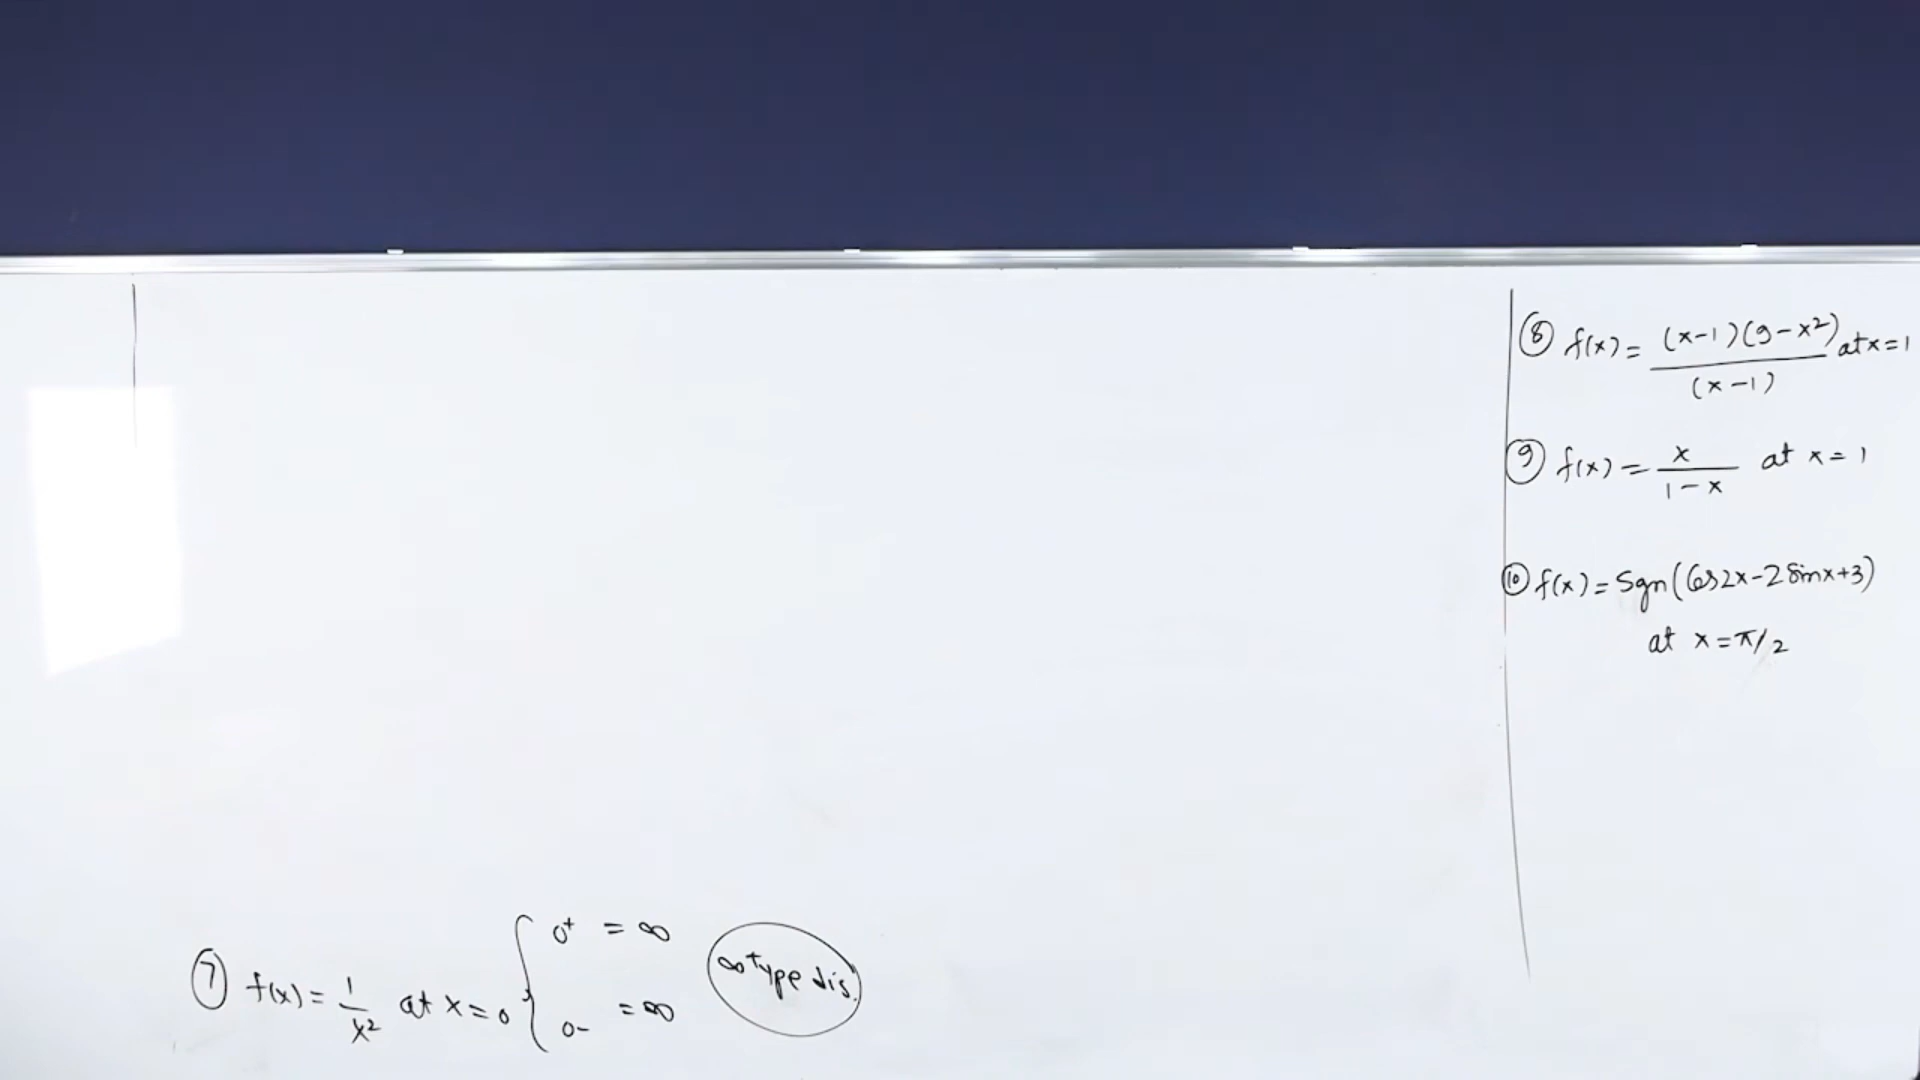 ⑧ f(x) = (x-1)(9-x²)/(x-1) at x=1
⑨ f(x) = x/(1-x) at x=1
⑩ f(x) = Sgn(Cos2x-2Sinx+3)
at x=π/2
⑦ f(x) = 1/x² at x=0 { 0⁺ = ∞
0- = ∞
∞ type dis.